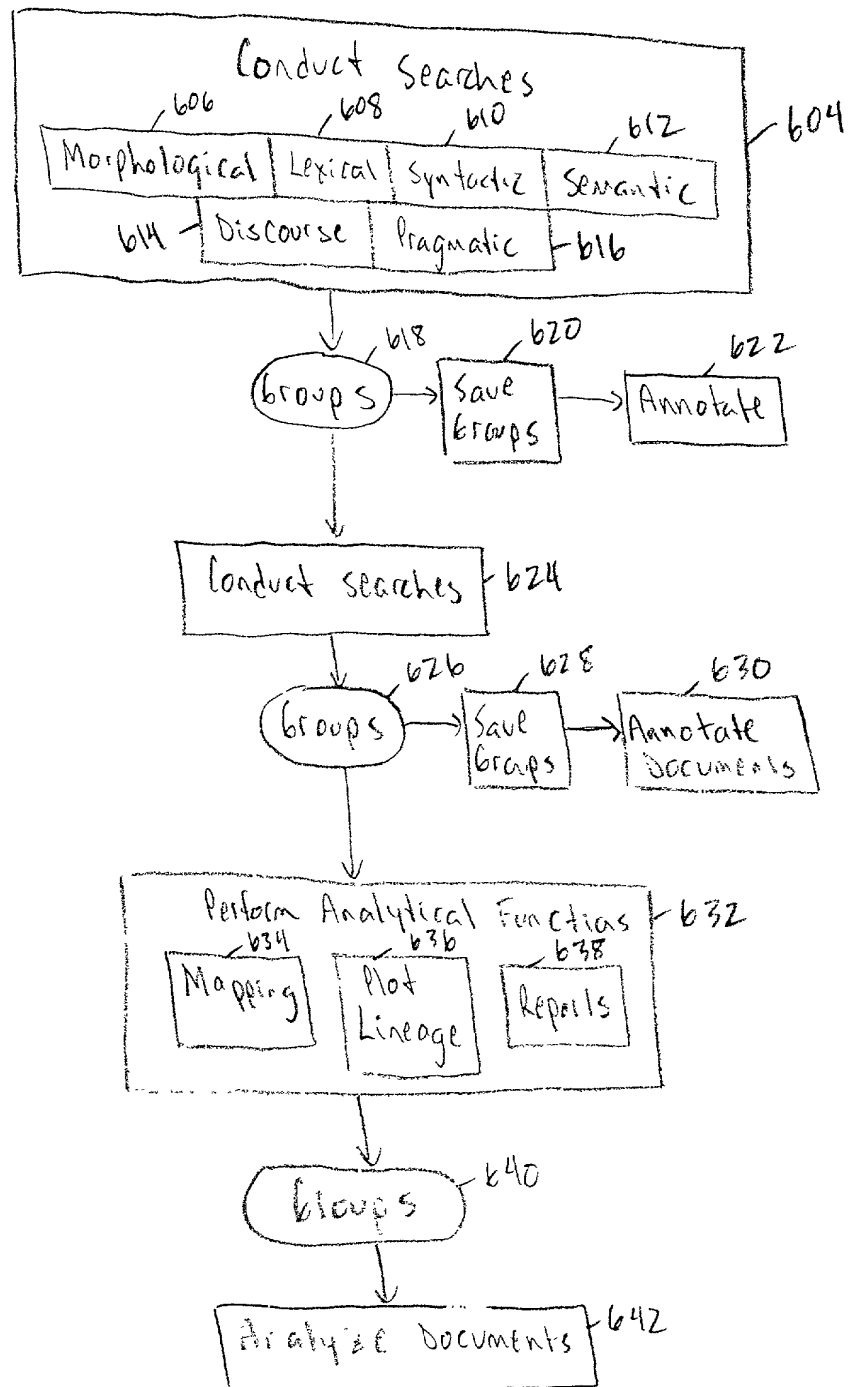 Conduct Searches
606 608 610 612 604
Morphological Lexical Syntactic Semantic
614 Discourse Pragmatic 616
618 620 622
Groups Save Groups Annotate
Conduct searches 624
626 628 630
Groups Save Groups Annotate Documents
Perform Analytical Functions 632
634 636 638
Mapping Plot Lineage Reports
640
Groups
Analyze Documents 642